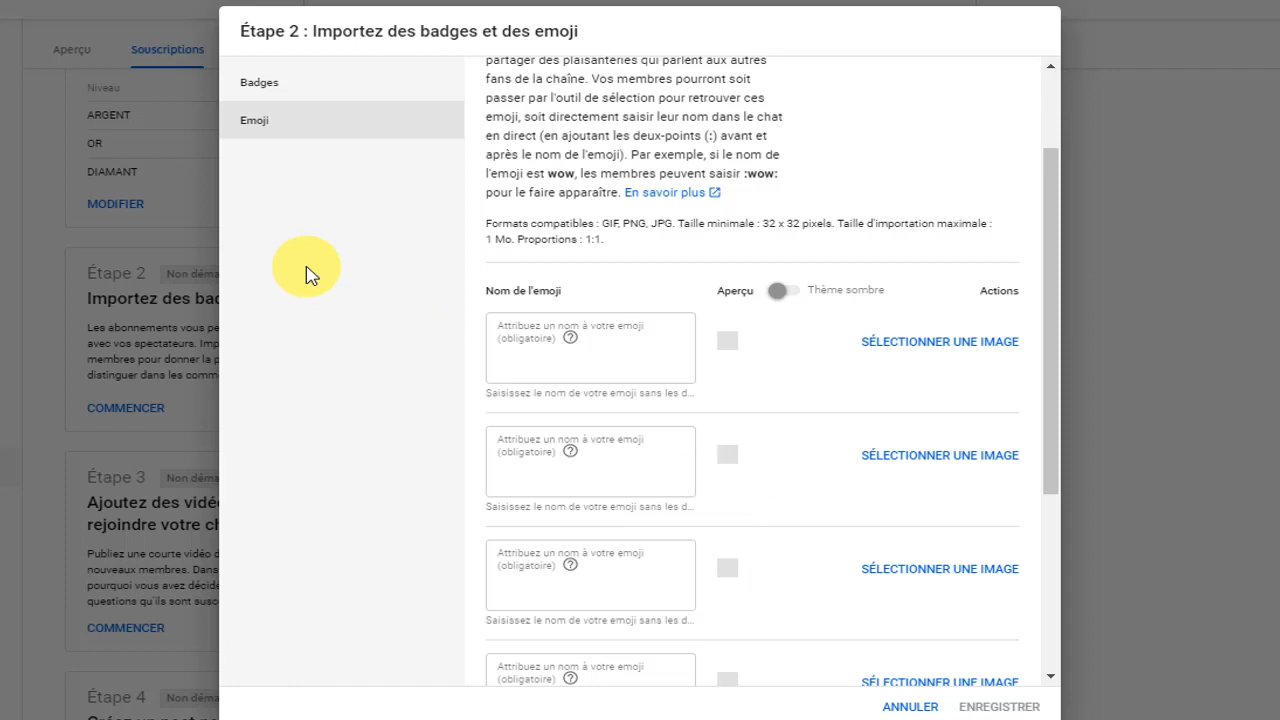 Étape 2 : Importez des badges et des emoji
Aperçu
Souscriptions
Niveau
ARGENT
OR
DIAMANT
MODIFIER
Étape 2
Non déma
Importez des bad
Les abonnements vous pe
avec vos spectateurs. Imp
membres pour donner la p
distinguer dans les comme
COMMENCER
Étape 3
Non déma
Ajoutez des vidé
rejoindre votre ch
Publiez une courte vidéo d
nouveaux membres. Dans
pourquoi vous avez décidé
questions qu'ils sont susc
COMMENCER
Étape 4
Non déma
Badges
Emoji
partager des plaisanteries qui parlent aux autres
fans de la chaîne. Vos membres pourront soit
passer par l'outil de sélection pour retrouver ces
emoji, soit directement saisir leur nom dans le chat
en direct (en ajoutant les deux-points (:) avant et
après le nom de l'emoji). Par exemple, si le nom de
l'emoji est wow, les membres peuvent saisir :wow:
pour le faire apparaître. En savoir plus
Formats compatibles : GIF, PNG, JPG. Taille minimale : 32 x 32 pixels. Taille d'importation maximale :
1 Mo. Proportions : 1:1.
Nom de l'emoji Aperçu Thème sombre Actions
Attribuez un nom à votre emoji
(obligatoire)
SÉLECTIONNER UNE IMAGE
Saisissez le nom de votre emoji sans les d...
Attribuez un nom à votre emoji
(obligatoire)
SÉLECTIONNER UNE IMAGE
Saisissez le nom de votre emoji sans les d...
Attribuez un nom à votre emoji
(obligatoire)
SÉLECTIONNER UNE IMAGE
Saisissez le nom de votre emoji sans les d...
Attribuez un nom à votre emoji
(obligatoire)
SÉLECTIONNER UNE IMAGE
ANNULER ENREGISTRER